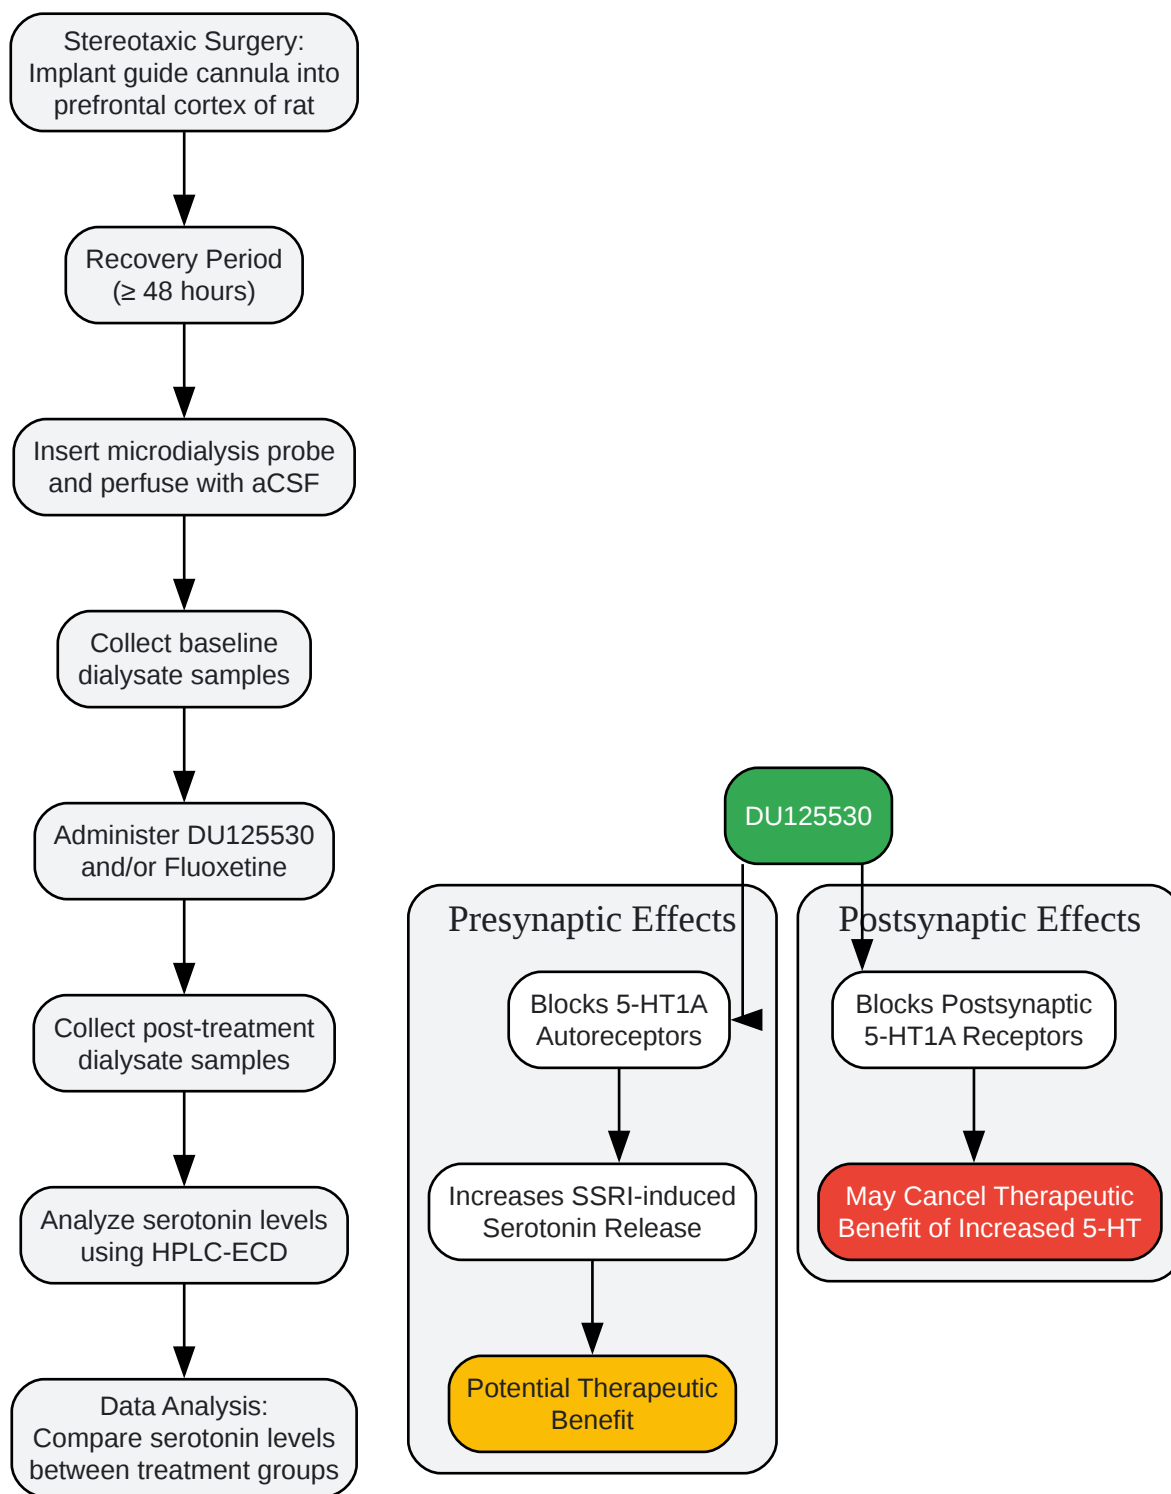 Stereotaxic Surgery:
Implant guide cannula into
prefrontal cortex of rat
Recovery Period
(≥ 48 hours)
Insert microdialysis probe
and perfuse with aCSF
Collect baseline
dialysate samples
Administer DU125530
and/or Fluoxetine
Collect post-treatment
dialysate samples
Analyze serotonin levels
using HPLC-ECD
Data Analysis:
Compare serotonin levels
between treatment groups
DU125530
Presynaptic Effects
Blocks 5-HT1A
Autoreceptors
Increases SSRI-induced
Serotonin Release
Potential Therapeutic
Benefit
Postsynaptic Effects
Blocks Postsynaptic
5-HT1A Receptors
May Cancel Therapeutic
Benefit of Increased 5-HT